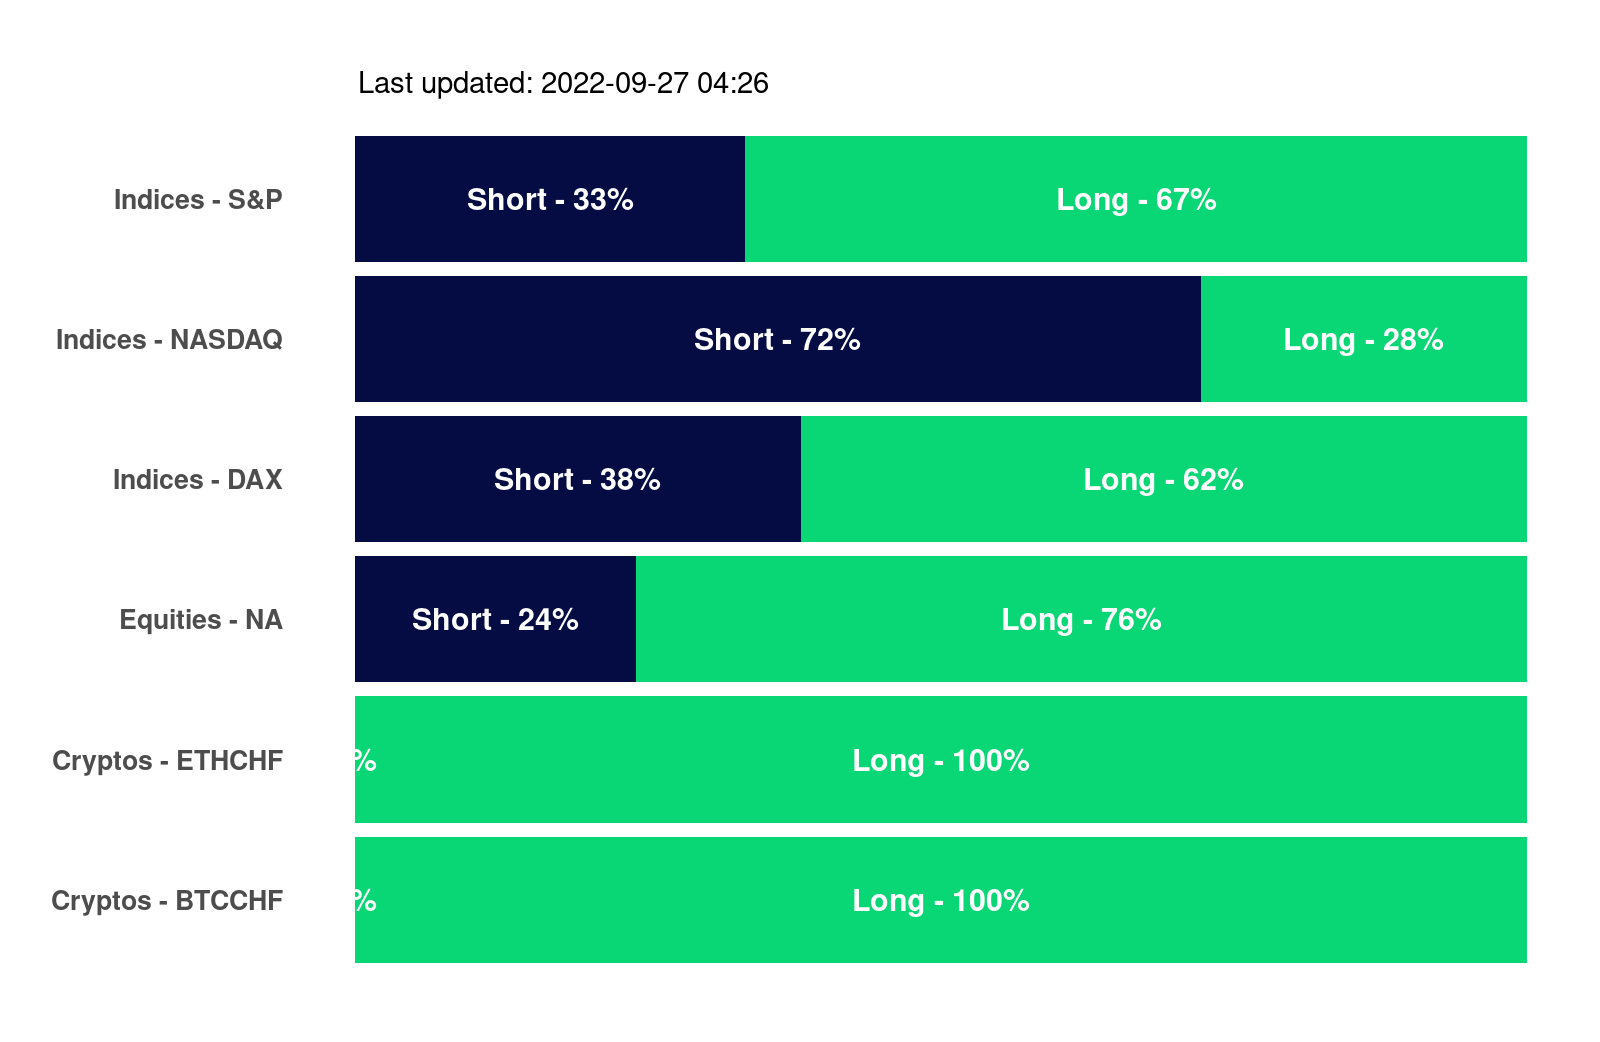 Last updated: 2022-09-27 04:26
Indices - S&P Short - 33% Long - 67%
Indices - NASDAQ Short - 72% Long - 28%
Indices - DAX Short - 38% Long - 62%
Equities - NA Short - 24% Long - 76%
Cryptos - ETHCHF % Long - 100%
Cryptos - BTCCHF % Long - 100%